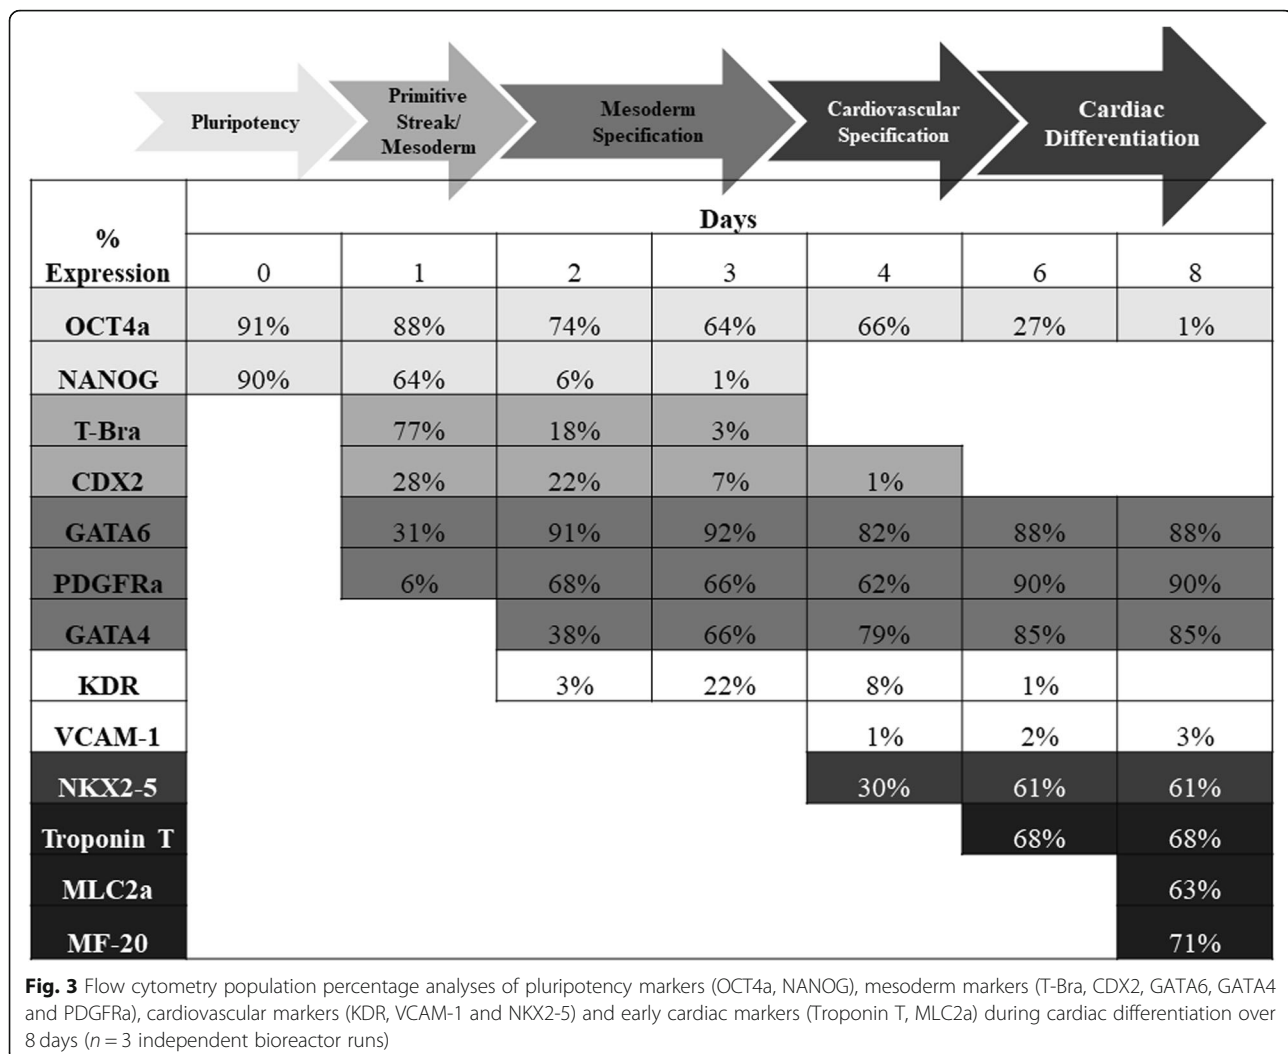 Pluripotency
Primitive
Streak/
Mesoderm
Mesoderm
Specification
Cardiovascular
Specification
Cardiac
Differentiation
%
Expression
Days
0 1 2 3 4 6 8
OCT4a 91% 88% 74% 64% 66% 27% 1%
NANOG 90% 64% 6% 1%
T-Bra 77% 18% 3%
CDX2 28% 22% 7% 1%
GATA6 31% 91% 92% 82% 88% 88%
PDGFRa 6% 68% 66% 62% 90% 90%
GATA4 38% 66% 79% 85% 85%
KDR 3% 22% 8% 1%
VCAM-1 1% 2% 3%
NKX2-5 30% 61% 61%
Troponin T 68% 68%
MLC2a 63%
MF-20 71%
Fig. 3 Flow cytometry population percentage analyses of pluripotency markers (OCT4a, NANOG), mesoderm markers (T-Bra, CDX2, GATA6, GATA4
and PDGFRa), cardiovascular markers (KDR, VCAM-1 and NKX2-5) and early cardiac markers (Troponin T, MLC2a) during cardiac differentiation over
8 days (n = 3 independent bioreactor runs)